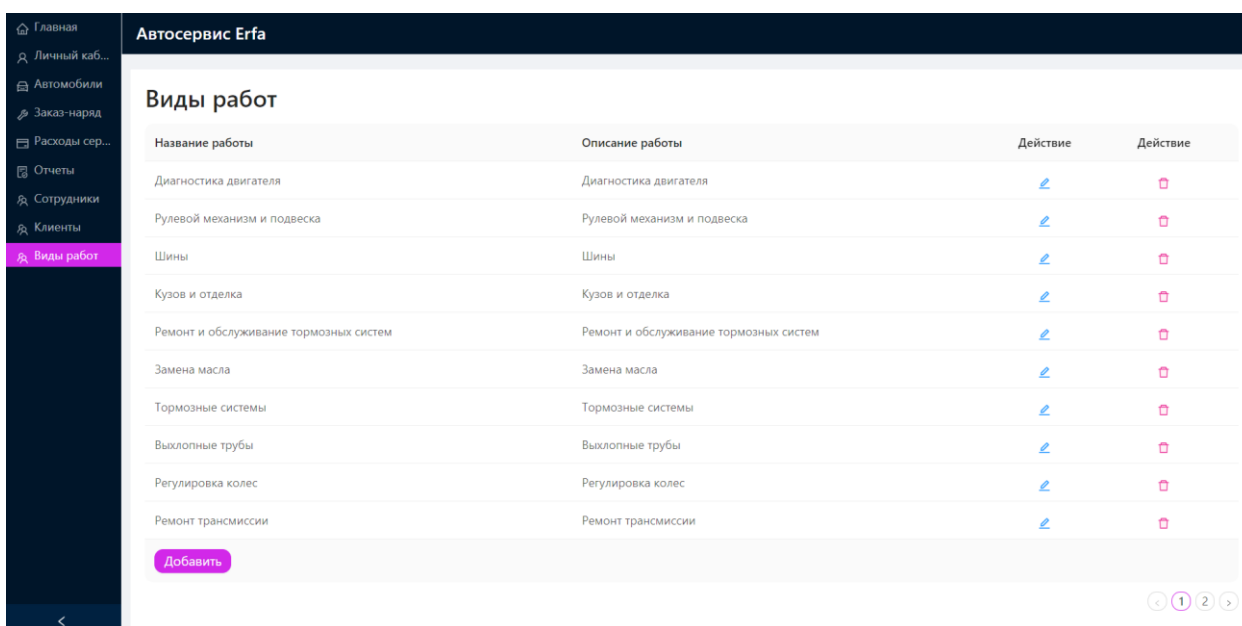 Главная
Личный каб...
Автомобили
Заказ-наряд
Расходы сер...
Отчеты
Сотрудники
Клиенты
Виды работ
Автосервис Erfa
Виды работ
Название работы Описание работы Действие Действие
Диагностика двигателя Диагностика двигателя
Рулевой механизм и подвеска Рулевой механизм и подвеска
Шины Шины
Кузов и отделка Кузов и отделка
Ремонт и обслуживание тормозных систем Ремонт и обслуживание тормозных систем
Замена масла Замена масла
Тормозные системы Тормозные системы
Выхлопные трубы Выхлопные трубы
Регулировка колес Регулировка колес
Ремонт трансмиссии Ремонт трансмиссии
Добавить
1 2